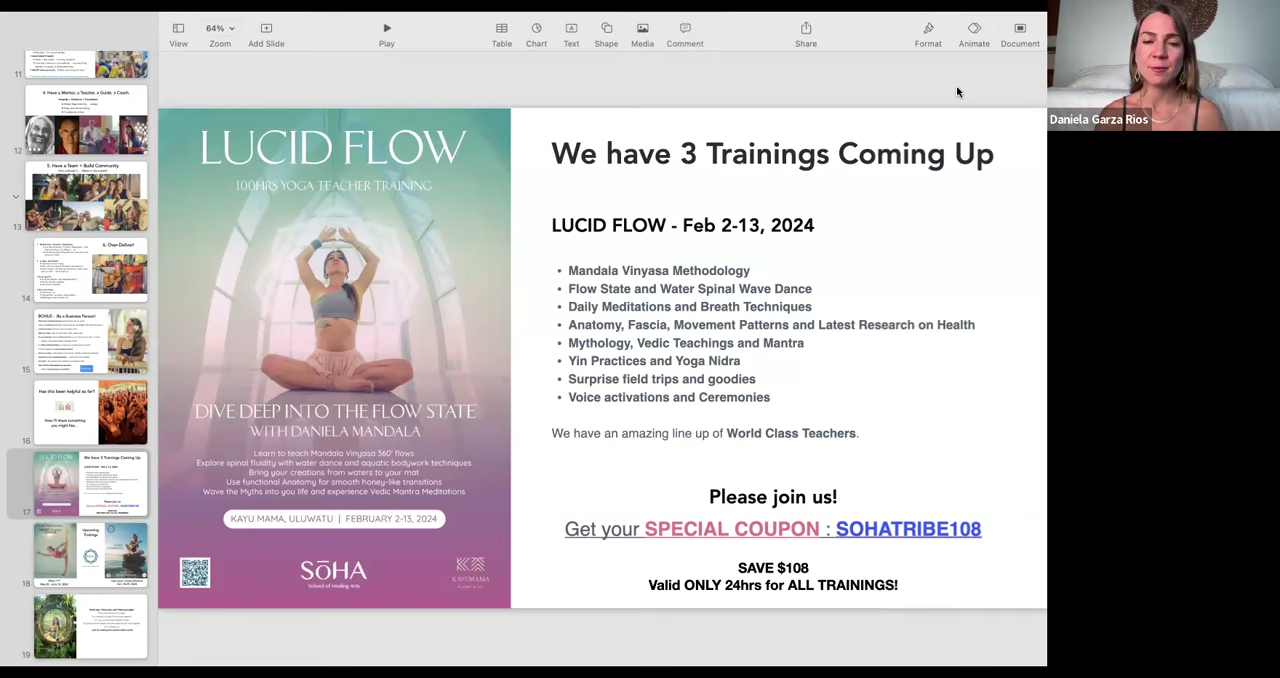 View
64%
Zoom
Add Slide
Play
Table
Chart
Text
Shape
Media
Comment
Share
Format
Animate
Document
Daniela Garza Rios
11
4. Have a Mentor, a Teacher, a Guide, a Coach.
12
5. Have a Team + Build Community
13
6. Over-Deliver!
14
BONUS - Be a Business Person!
15
Has this been helpful so far?
Now I'll share something
you might like...
16
We have 3 Trainings Coming Up
17
Upcoming
Trainings
18
19
LUCID FLOW
100HRS YOGA TEACHER TRAINING
DIVE DEEP INTO THE FLOW STATE
WITH DANIELA MANDALA
Learn to teach Mandala Vinyasa 360° flows
Explore spinal fluidity with water dance and aquatic bodywork techniques
Bring your creations from waters to your mat
Use functional Anatomy for smooth honey-like transitions
Wave the Myths into you life and experience Vedic Mantra Meditations
KAYU MAMA, ULUWATU | FEBRUARY 2-13, 2024
SŌHA
School of Healing Arts
KAYUMAMA
We have 3 Trainings Coming Up
LUCID FLOW - Feb 2-13, 2024
• Mandala Vinyasa Methodology
• Flow State and Water Spinal Wave Dance
• Daily Meditations and Breath Techniques
• Anatomy, Fascia, Movement Patterns and Latest Research on Health
• Mythology, Vedic Teachings and Mantra
• Yin Practices and Yoga Nidra
• Surprise field trips and goodies
• Voice activations and Ceremonies
We have an amazing line up of World Class Teachers.
Please join us!
Get your SPECIAL COUPON : SOHATRIBE108
SAVE $108
Valid ONLY 24hrs for ALL TRAININGS!